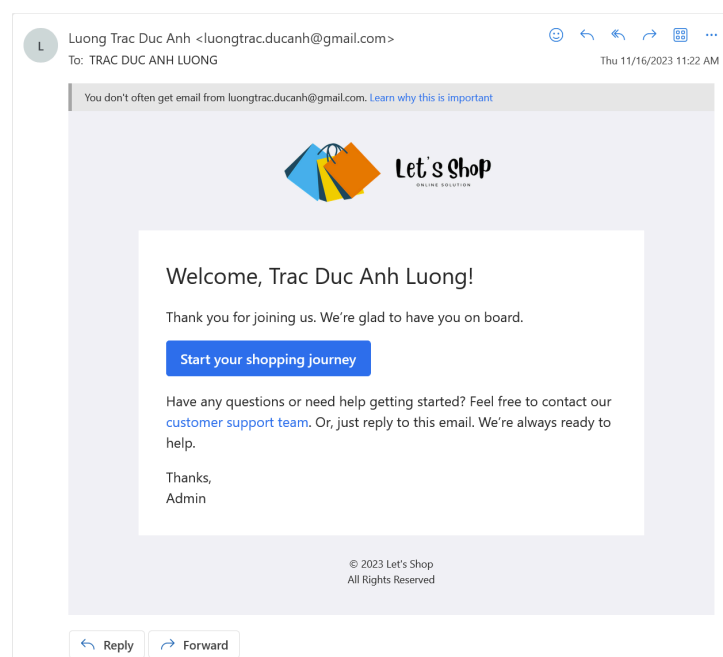 L
Luong Trac Duc Anh <luongtrac.ducanh@gmail.com>
To: TRAC DUC ANH LUONG
Thu 11/16/2023 11:22 AM
You don't often get email from luongtrac.ducanh@gmail.com. Learn why this is important
Let's Shop
ONLINE SOLUTION
Welcome, Trac Duc Anh Luong!
Thank you for joining us. We're glad to have you on board.
Start your shopping journey
Have any questions or need help getting started? Feel free to contact our
customer support team. Or, just reply to this email. We're always ready to
help.
Thanks,
Admin
© 2023 Let's Shop
All Rights Reserved
Reply
Forward